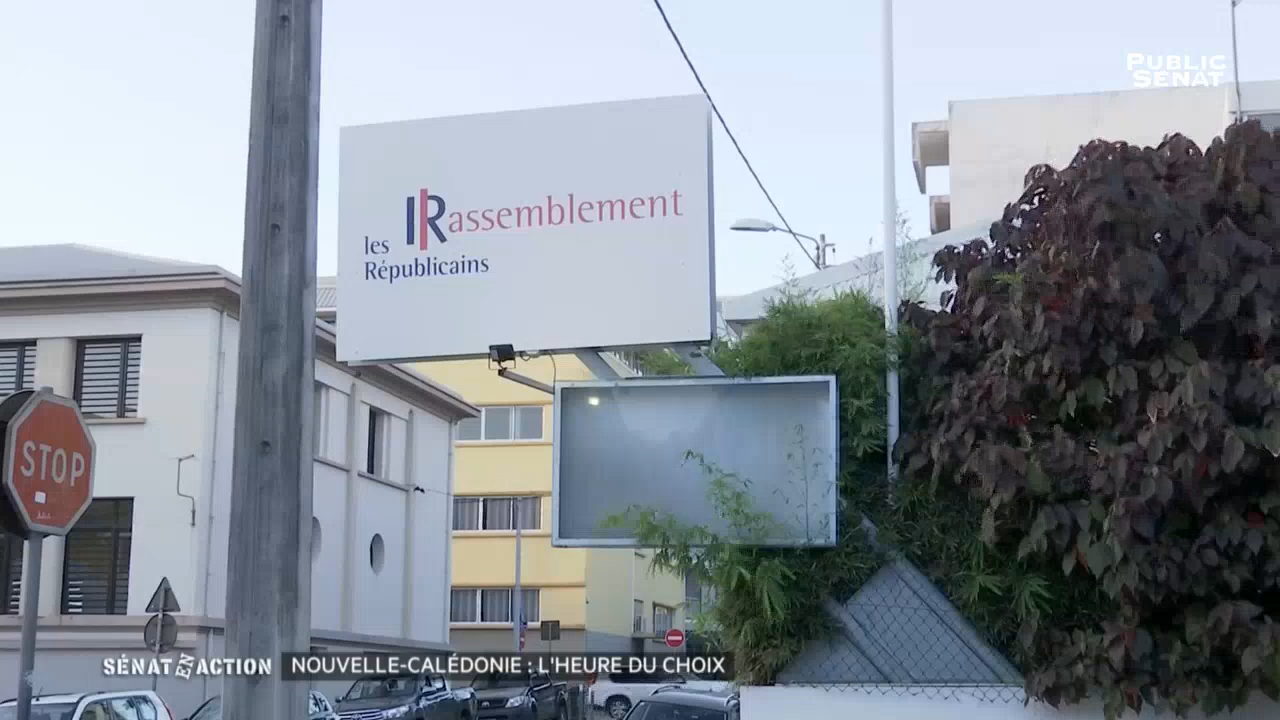 PUBLIC
SÉNAT
Rassemblement
les
Républicains
STOP
SÉNAT EN ACTION
NOUVELLE-CALÉDONIE : L'HEURE DU CHOIX